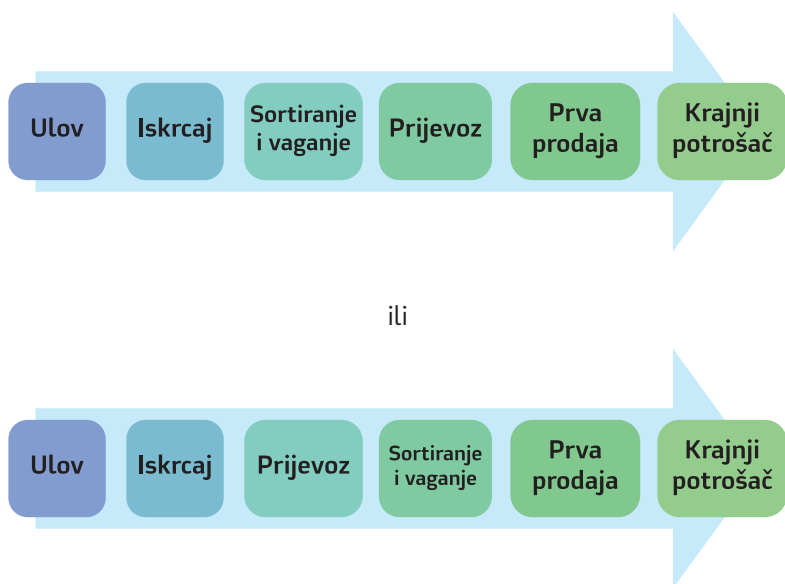 Ulov
Iskrcaj
Sortiranje
i vaganje
Prijevoz
Prva
prodaja
Krajnji
potrošač
ili
Ulov
Iskrcaj
Prijevoz
Sortiranje
i vaganje
Prva
prodaja
Krajnji
potrošač